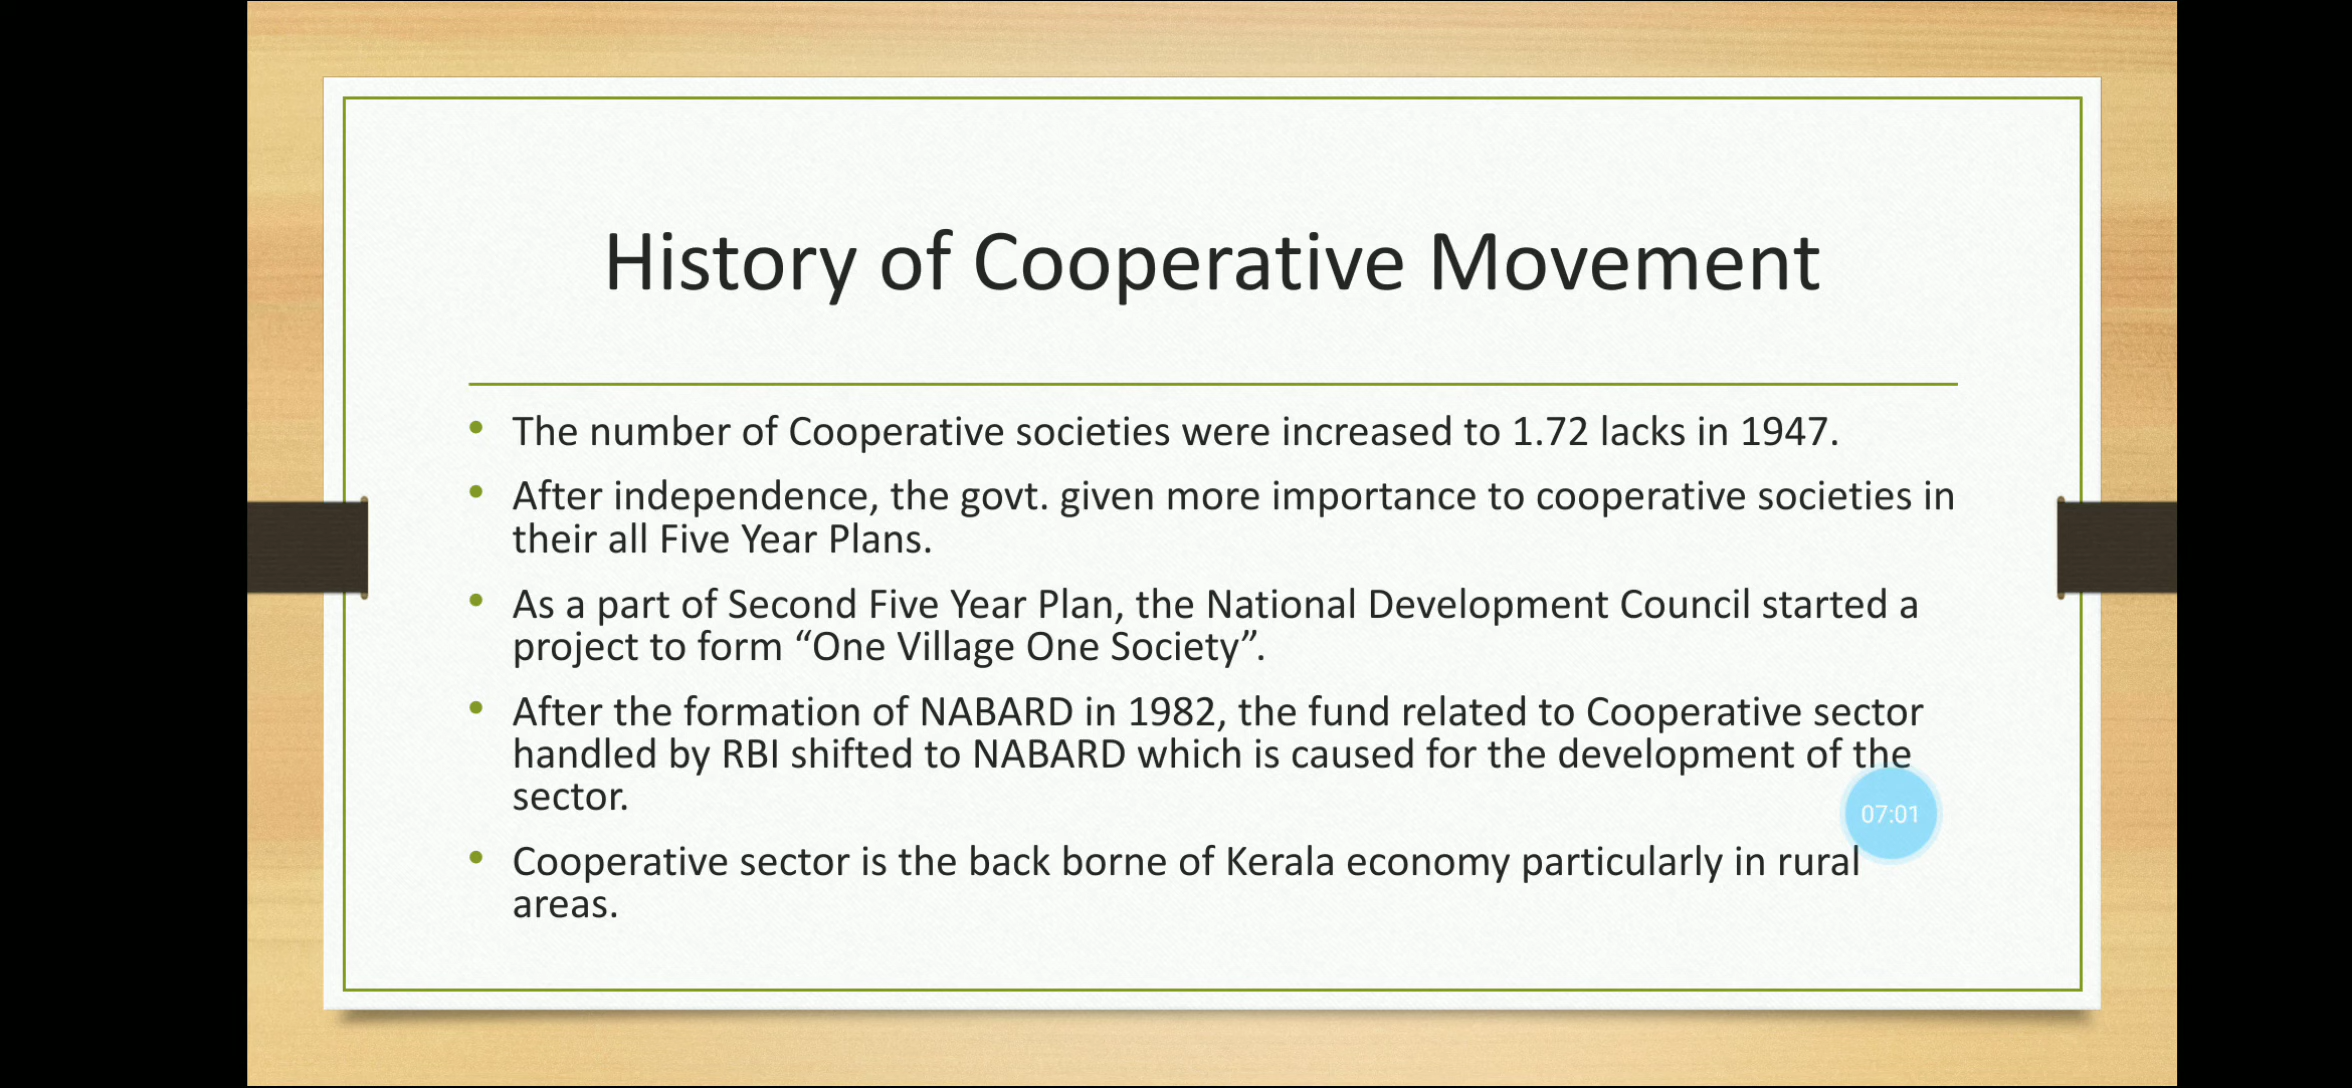 History of Cooperative Movement
• The number of Cooperative societies were increased to 1.72 lacks in 1947.
• After independence, the govt. given more importance to cooperative societies in
their all Five Year Plans.
• As a part of Second Five Year Plan, the National Development Council started a
project to form “One Village One Society”.
• After the formation of NABARD in 1982, the fund related to Cooperative sector
handled by RBI shifted to NABARD which is caused for the development of the
sector.
07:01
• Cooperative sector is the back borne of Kerala economy particularly in rural
areas.